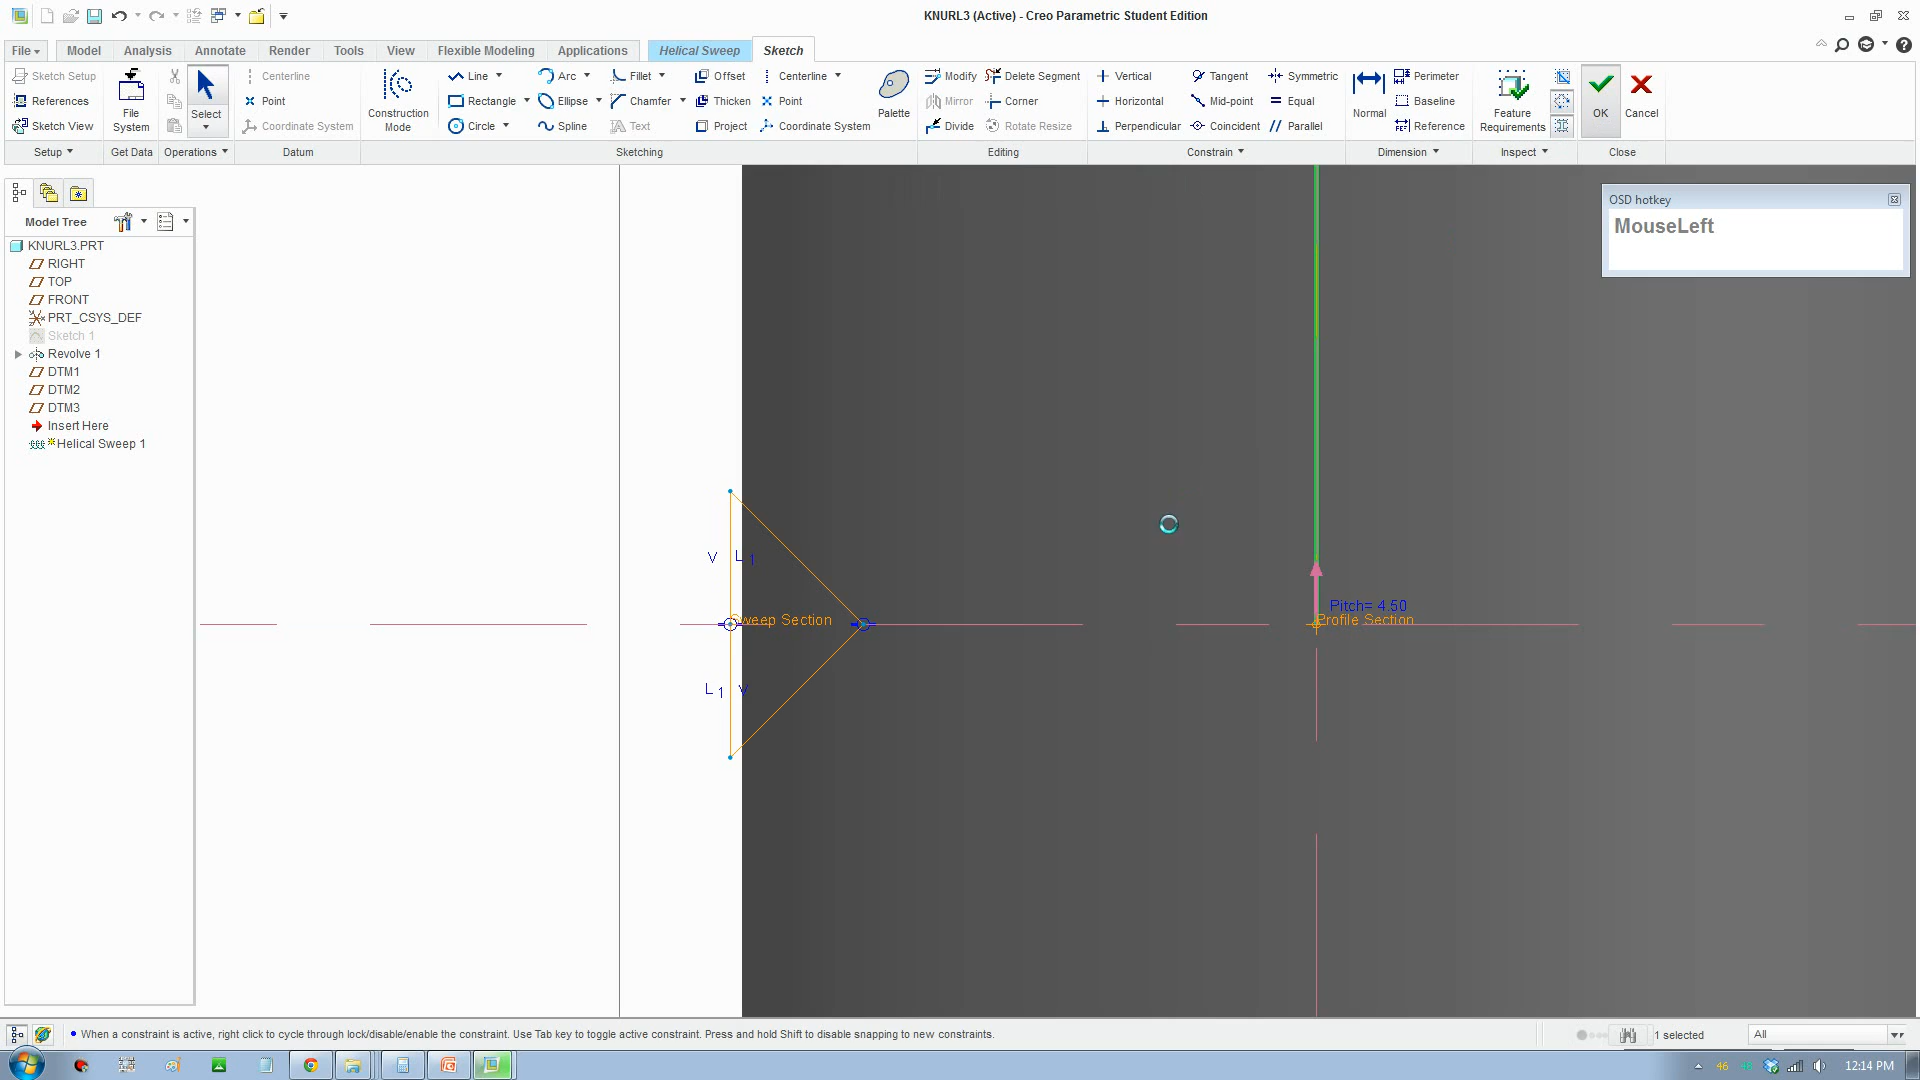 KNURL3 (Active) - Creo Parametric Student Edition
File Model Analysis Annotate Render Tools View Flexible Modeling Applications Helical Sweep Sketch
Sketch Setup Centerline Line Arc Fillet Offset Centerline Modify Delete Segment Vertical Tangent Symmetric Perimeter
References Point Rectangle Ellipse Chamfer Thicken Point Mirror Corner Horizontal Mid-point Equal Baseline
Sketch View File System Select Coordinate System Construction Mode Circle Spline Text Project Coordinate System Palette Divide Rotate Resize Perpendicular Coincident Parallel Normal Reference Feature Requirements OK Cancel
Setup Get Data Operations Datum Sketching Editing Constrain Dimension Inspect Close
Model Tree
KNURL3.PRT
RIGHT
TOP
FRONT
PRT_CSYS_DEF
Sketch 1
Revolve 1
DTM1
DTM2
DTM3
Insert Here
Helical Sweep 1
OSD hotkey
MouseLeft
V L 1
Pitch= 4.50
Sweep Section
Profile Section
L 1 V
When a constraint is active, right click to cycle through lock/disable/enable the constraint. Use Tab key to toggle active constraint. Press and hold Shift to disable snapping to new constraints.
1 selected
All
46
12:14 PM